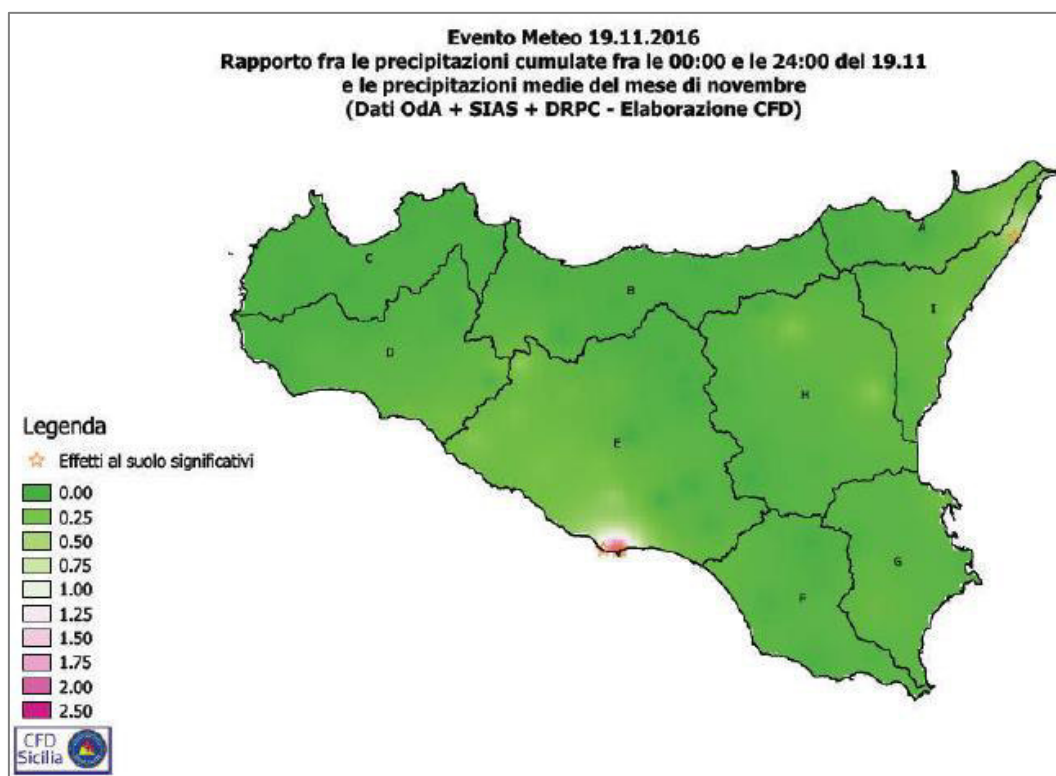 Evento Meteo 19.11.2016
Rapporto fra le precipitazioni cumulate fra le 00:00 e le 24:00 del 19.11
e le precipitazioni medie del mese di novembre
(Dati OdA + SIAS + DRPC - Elaborazione CFD)
A
C
B
I
D
H
E
G
F
Legenda
Effetti al suolo significativi
0.00
0.25
0.50
0.75
1.00
1.25
1.50
1.75
2.00
2.50
CFD
Sicilia